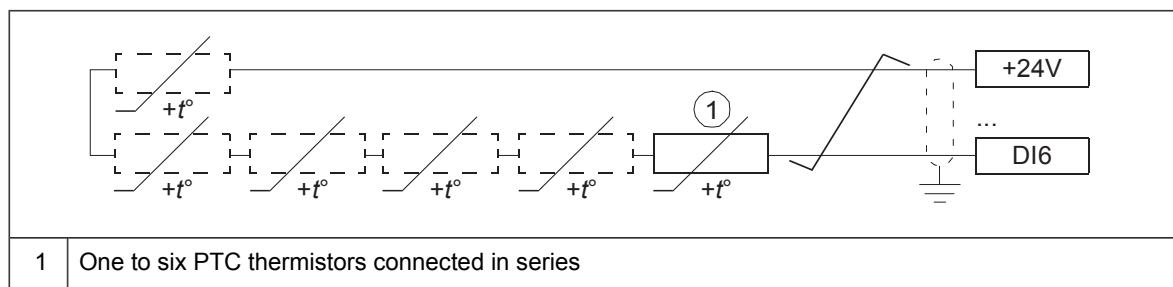 +24V
+t°
1
...
DI6
+t° +t° +t° +t° +t°
1 One to six PTC thermistors connected in series